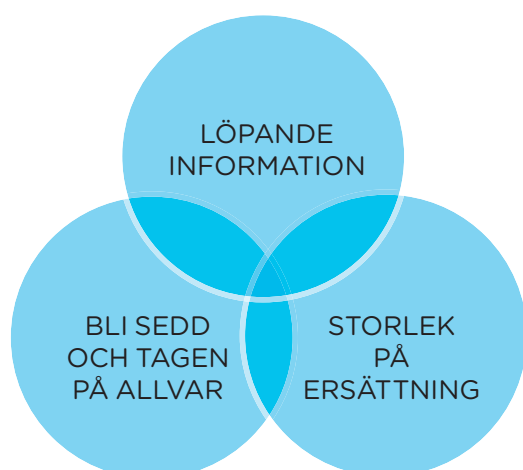 LÖPANDE
INFORMATION
BLI SEDD
OCH TAGEN
PÅ ALLVAR
STORLEK
PÅ
ERSÄTTNING